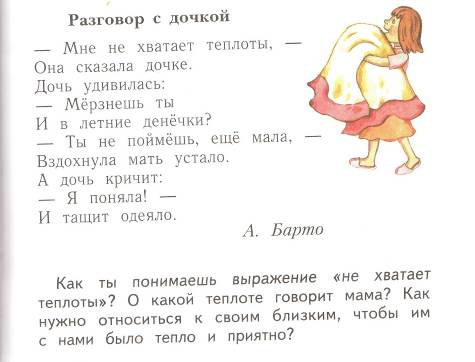 Разговор с дочкой
— Мне не хватает теплоты, —
Она сказала дочке.
Дочь удивилась:
— Мёрзнешь ты
И в летние денёчки?
— Ты не поймёшь, ещё мала, —
Вздохнула мать устало.
А дочь кричит:
— Я поняла! —
И тащит одеяло.
А. Барто
Как ты понимаешь выражение «не хватает
теплоты»? О какой теплоте говорит мама? Как
нужно относиться к своим близким, чтобы им
с нами было тепло и приятно?